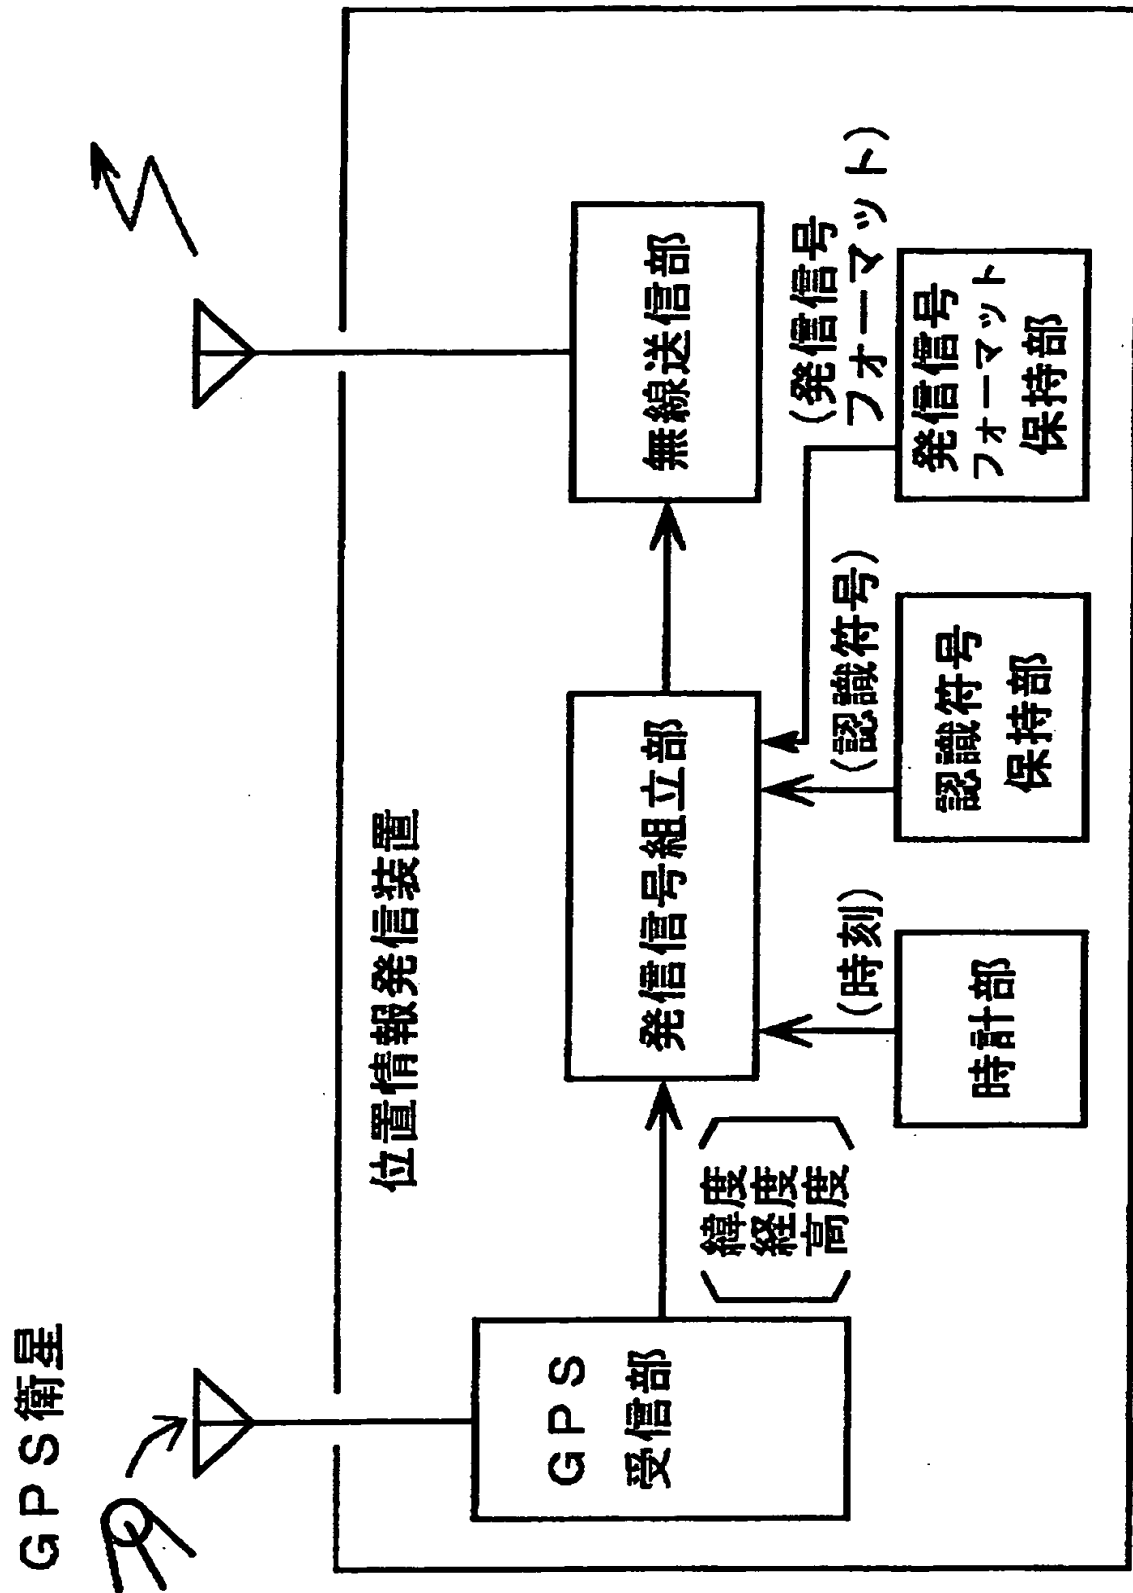 GPS衛星
位置情報発信装置
GPS
受信部
緯度
経度
高度
発信信号組立部
無線送信部
(時刻)
(認識符号)
(発信信号
フォーマット)
時計部
認識符号
保持部
発信信号
フォーマット
保持部